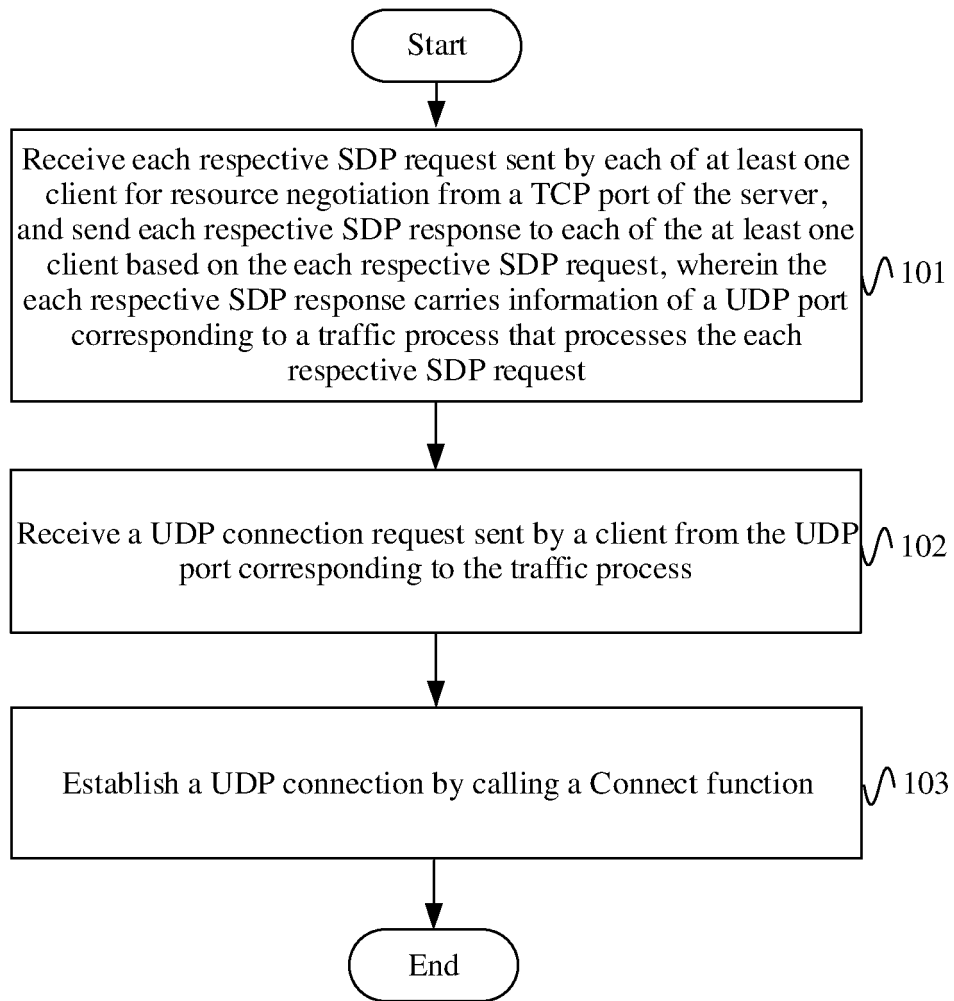 Start
Receive each respective SDP request sent by each of at least one
client for resource negotiation from a TCP port of the server,
and send each respective SDP response to each of the at least one
client based on the each respective SDP request, wherein the
each respective SDP response carries information of a UDP port
corresponding to a traffic process that processes the each
respective SDP request
101
Receive a UDP connection request sent by a client from the UDP
port corresponding to the traffic process
102
Establish a UDP connection by calling a Connect function
103
End